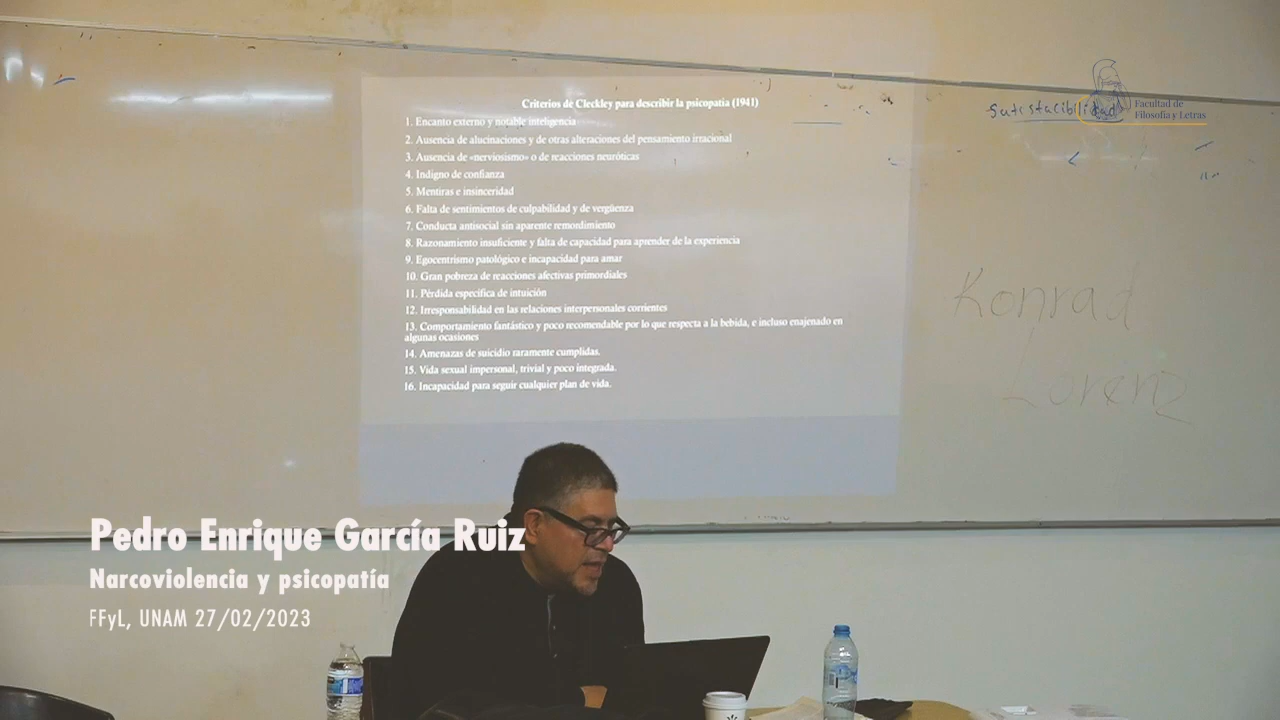 Criterios de Cleckley para describir la psicopatía (1941)
1. Encanto externo y notable inteligencia
2. Ausencia de alucinaciones y de otras alteraciones del pensamiento irracional
3. Ausencia de «nerviosismo» o de reacciones neuróticas
4. Indigno de confianza
5. Mentiras e insinceridad
6. Falta de sentimientos de culpabilidad y de vergüenza
7. Conducta antisocial sin aparente remordimiento
8. Razonamiento insuficiente y falta de capacidad para aprender de la experiencia
9. Egocentrismo patológico e incapacidad para amar
10. Gran pobreza de reacciones afectivas primordiales
11. Pérdida específica de intuición
12. Irresponsabilidad en las relaciones interpersonales corrientes
13. Comportamiento fantástico y poco recomendable por lo que respecta a la bebida, e incluso enajenado en
algunas ocasiones
14. Amenazas de suicidio raramente cumplidas.
15. Vida sexual impersonal, trivial y poco integrada.
16. Incapacidad para seguir cualquier plan de vida.
Facultad de
Filosofía y Letras
Konrad
Lorenz
Pedro Enrique García Ruiz
Narcoviolencia y psicopatía
FFyL, UNAM 27/02/2023